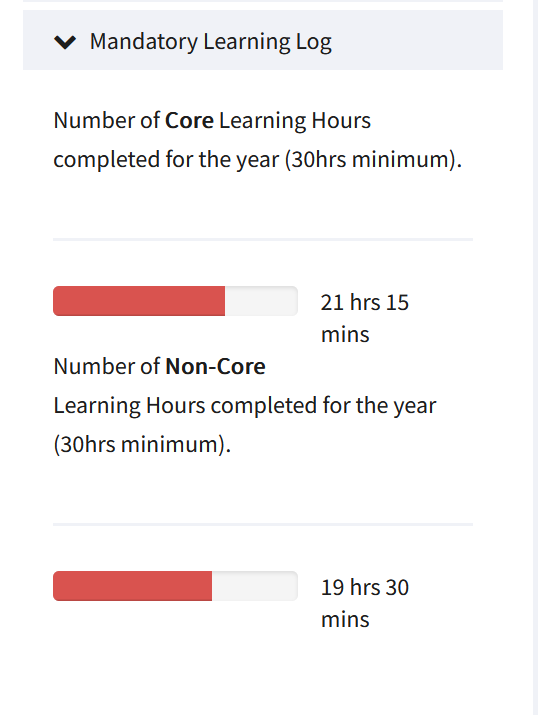 Mandatory Learning Log
Number of Core Learning Hours
completed for the year (30hrs minimum).
21 hrs 15
mins
Number of Non-Core
Learning Hours completed for the year
(30hrs minimum).
19 hrs 30
mins